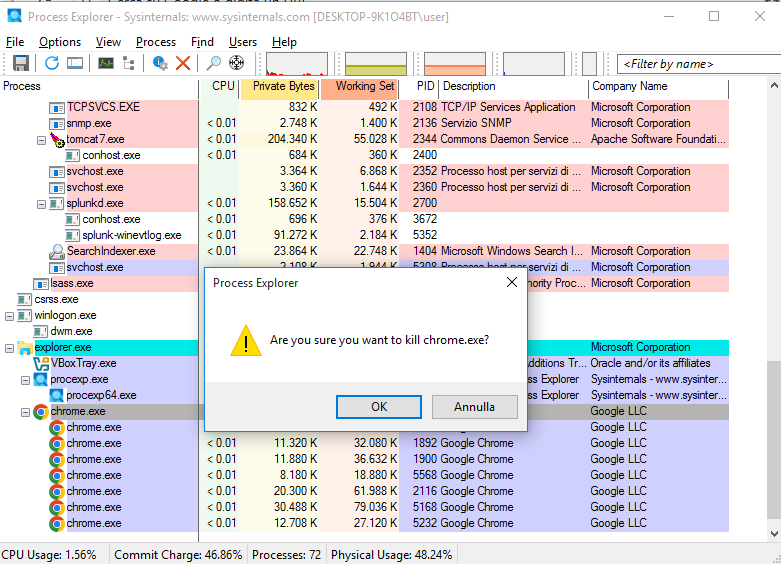 Process Explorer - Sysinternals: www.sysinternals.com [DESKTOP-9K1O4BT\user]
File Options View Process Find Users Help
<Filter by name>
Process CPU Private Bytes Working Set PID Description Company Name
TCPSVCS.EXE 832 K 492 K 2108 TCP/IP Services Application Microsoft Corporation
snmp.exe < 0.01 2.748 K 1.400 K 2136 Servizio SNMP Microsoft Corporation
tomcat7.exe < 0.01 204.340 K 55.028 K 2344 Commons Daemon Service ... Apache Software Foundati...
conhost.exe < 0.01 684 K 360 K 2400
svchost.exe 3.364 K 6.868 K 2352 Processo host per servizi di ... Microsoft Corporation
svchost.exe 3.360 K 1.644 K 2360 Processo host per servizi di ... Microsoft Corporation
splunkd.exe < 0.01 158.652 K 15.504 K 2700
conhost.exe < 0.01 696 K 376 K 3672
splunk-winevtlog.exe < 0.01 91.272 K 2.184 K 5352
SearchIndexer.exe < 0.01 23.864 K 22.748 K 1404 Microsoft Windows Search I... Microsoft Corporation
svchost.exe 2.108 K 1.944 K 5208 Processo host per servizi di ... Microsoft Corporation
lsass.exe hority Proc... Microsoft Corporation
csrss.exe
winlogon.exe
dwm.exe
explorer.exe Microsoft Corporation
VBoxTray.exe Additions Tr... Oracle and/or its affiliates
procexp.exe ss Explorer Sysinternals - www.sysinter...
procexp64.exe ss Explorer Sysinternals - www.sysinter...
chrome.exe Google LLC
chrome.exe Google LLC
chrome.exe < 0.01 11.320 K 32.080 K 1892 Google Chrome Google LLC
chrome.exe < 0.01 11.880 K 36.632 K 1900 Google Chrome Google LLC
chrome.exe < 0.01 8.180 K 18.880 K 5568 Google Chrome Google LLC
chrome.exe < 0.01 20.300 K 61.988 K 2116 Google Chrome Google LLC
chrome.exe < 0.01 30.488 K 79.036 K 5168 Google Chrome Google LLC
chrome.exe < 0.01 12.708 K 27.120 K 5232 Google Chrome Google LLC
Process Explorer
Are you sure you want to kill chrome.exe?
OK Annulla
CPU Usage: 1.56% Commit Charge: 46.86% Processes: 72 Physical Usage: 48.24%